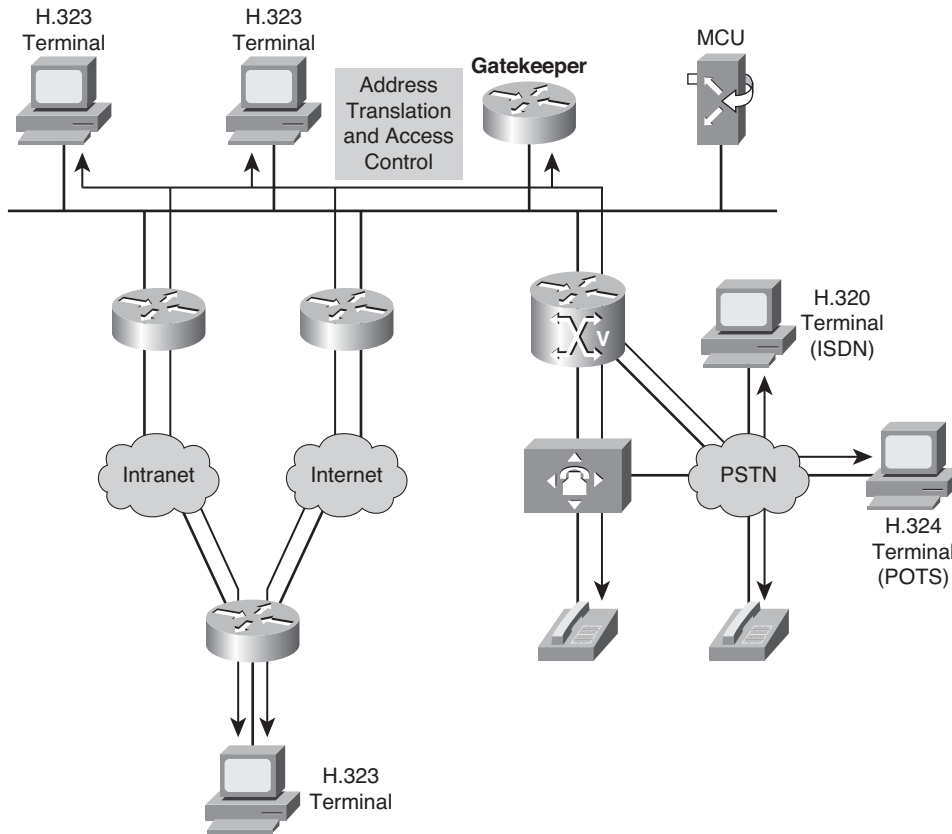 H.323
Terminal
H.323
Terminal
Address
Translation
and Access
Control
Gatekeeper
MCU
V
H.320
Terminal
(ISDN)
Intranet
Internet
PSTN
H.324
Terminal
(POTS)
H.323
Terminal